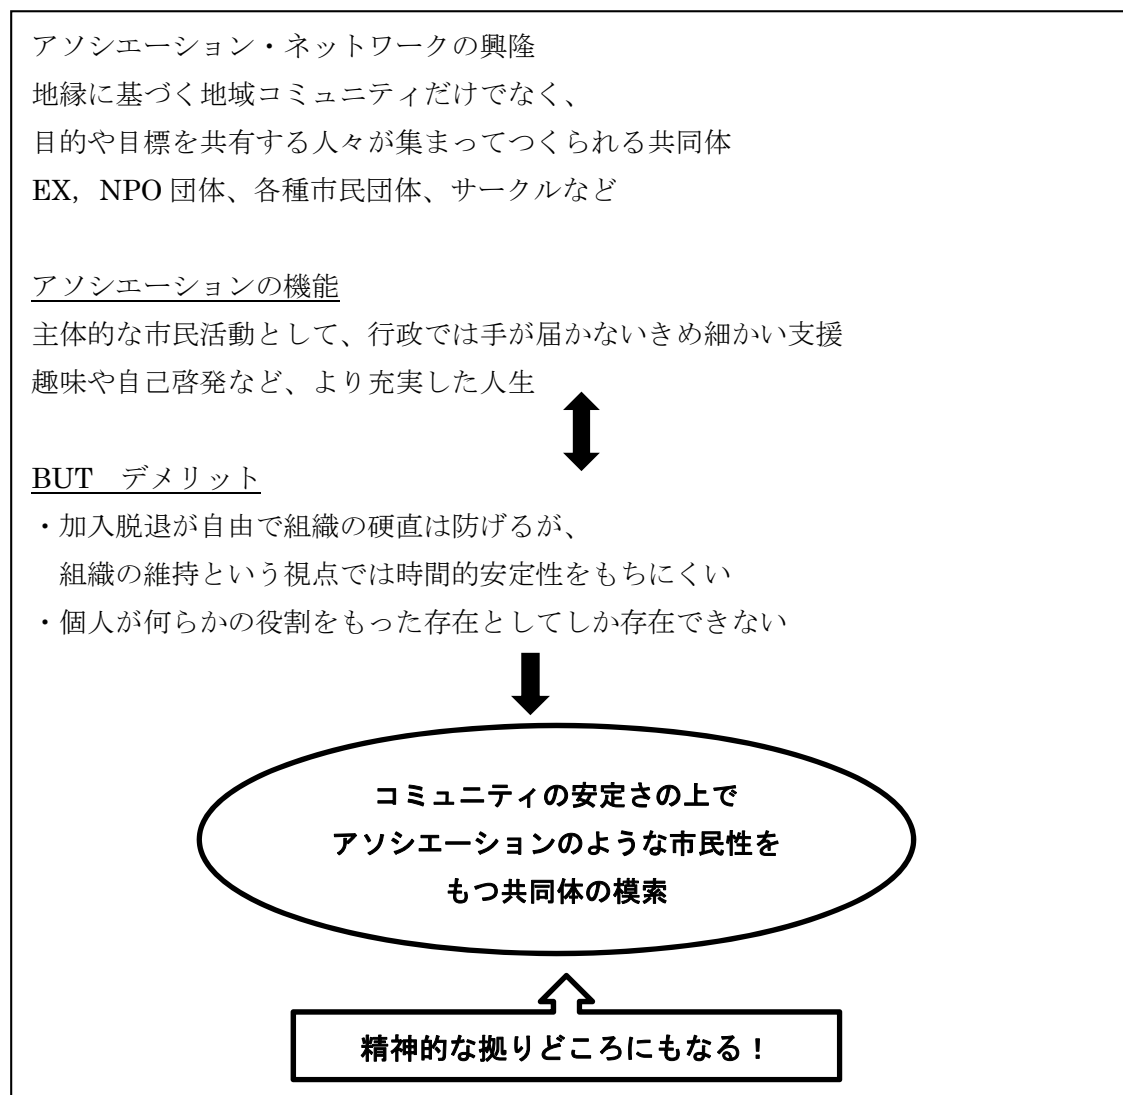 アソシエーション・ネットワークの興隆
地縁に基づく地域コミュニティだけでなく、
目的や目標を共有する人々が集まってつくられる共同体
EX, NPO 団体、各種市民団体、サークルなど
アソシエーションの機能
主体的な市民活動として、行政では手が届かないきめ細かい支援
趣味や自己啓発など、より充実した人生
BUT　デメリット
・加入脱退が自由で組織の硬直は防げるが、
組織の維持という視点では時間的安定性をもちにくい
・個人が何らかの役割をもった存在としてしか存在できない
コミュニティの安定さの上で
アソシエーションのような市民性を
もつ共同体の模索
精神的な拠りどころにもなる！